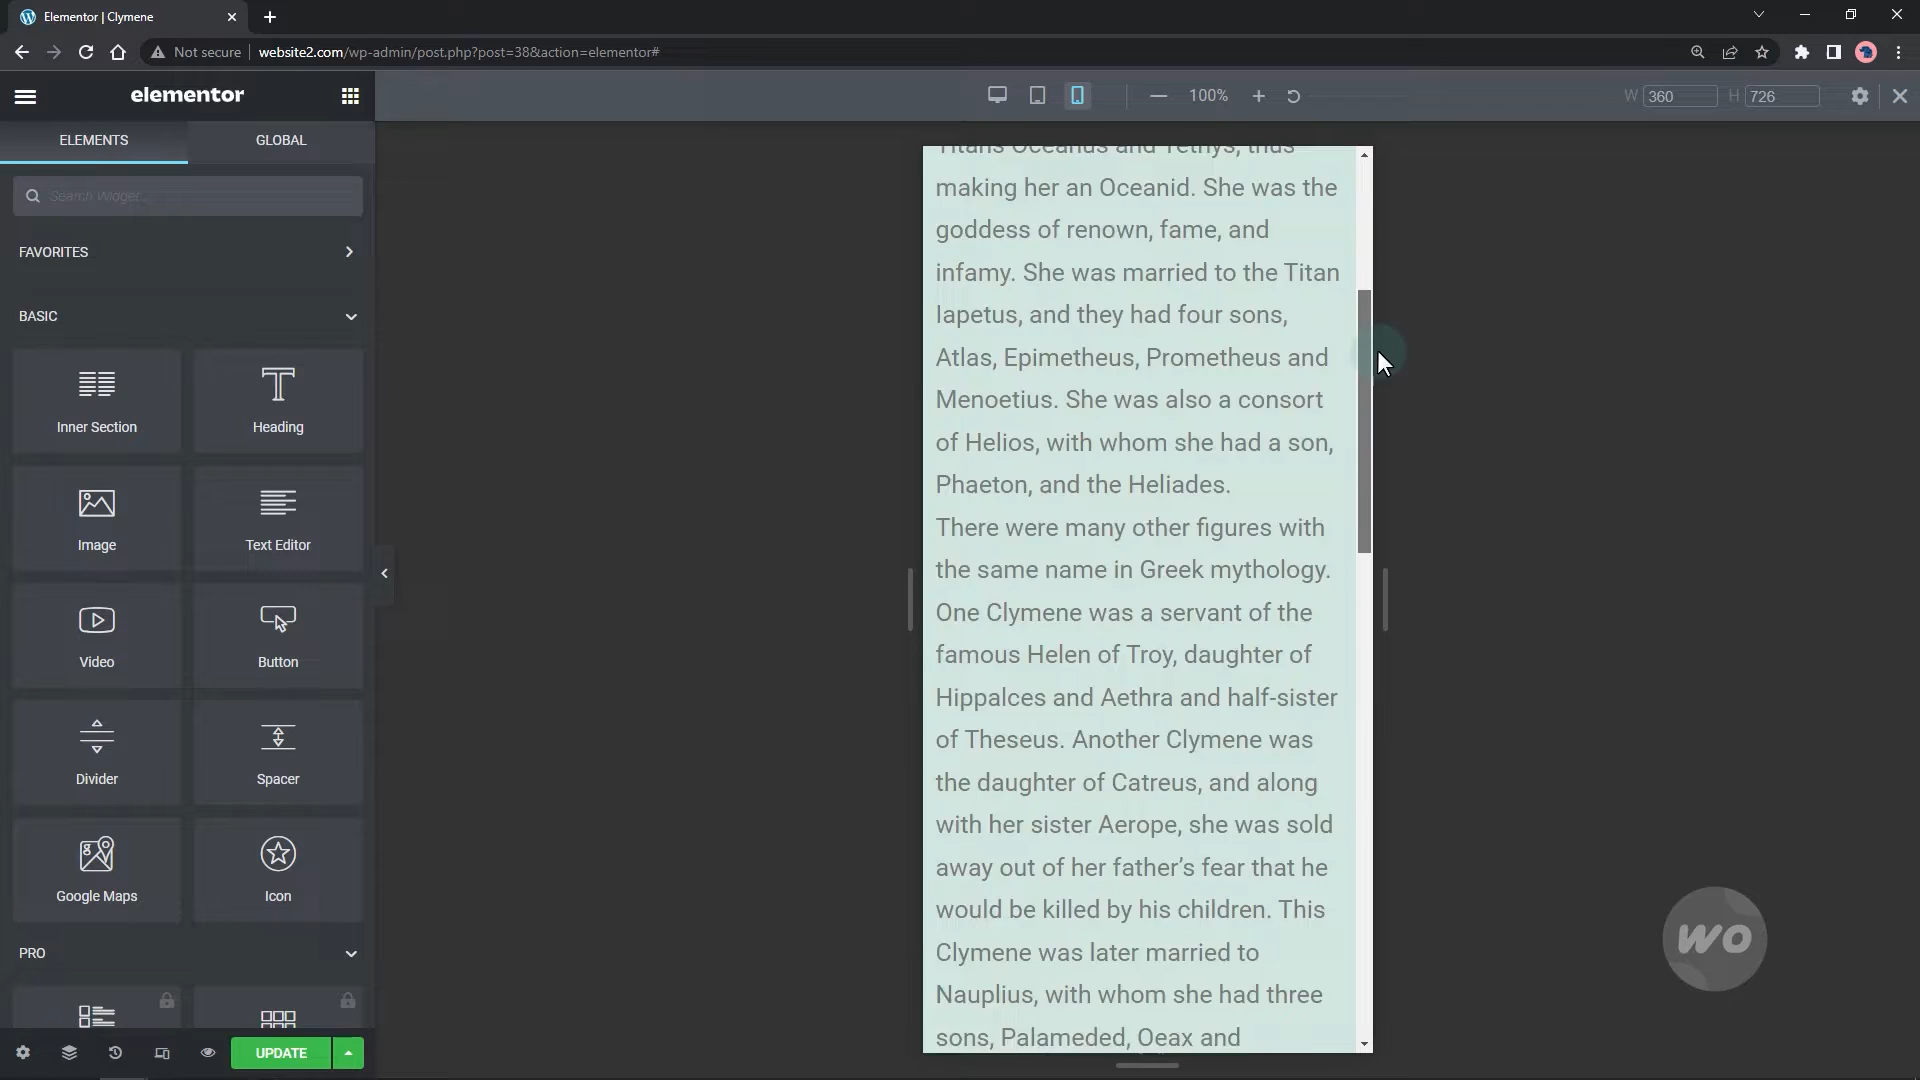 Elementor | Clymene
Not secure
website2.com/wp-admin/post.php?post=38&action=elementor#
elementor
100%
W 360
H 726
ELEMENTS
GLOBAL
Search Widget...
FAVORITES
BASIC
Inner Section
Heading
Image
Text Editor
Video
Button
Divider
Spacer
Google Maps
Icon
PRO
UPDATE
Titans Oceanus and Tethys, thus
making her an Oceanid. She was the
goddess of renown, fame, and
infamy. She was married to the Titan
Iapetus, and they had four sons,
Atlas, Epimetheus, Prometheus and
Menoetius. She was also a consort
of Helios, with whom she had a son,
Phaeton, and the Heliades.
There were many other figures with
the same name in Greek mythology.
One Clymene was a servant of the
famous Helen of Troy, daughter of
Hippalces and Aethra and half-sister
of Theseus. Another Clymene was
the daughter of Catreus, and along
with her sister Aerope, she was sold
away out of her father’s fear that he
would be killed by his children. This
Clymene was later married to
Nauplius, with whom she had three
sons, Palameded, Oeax and
wo